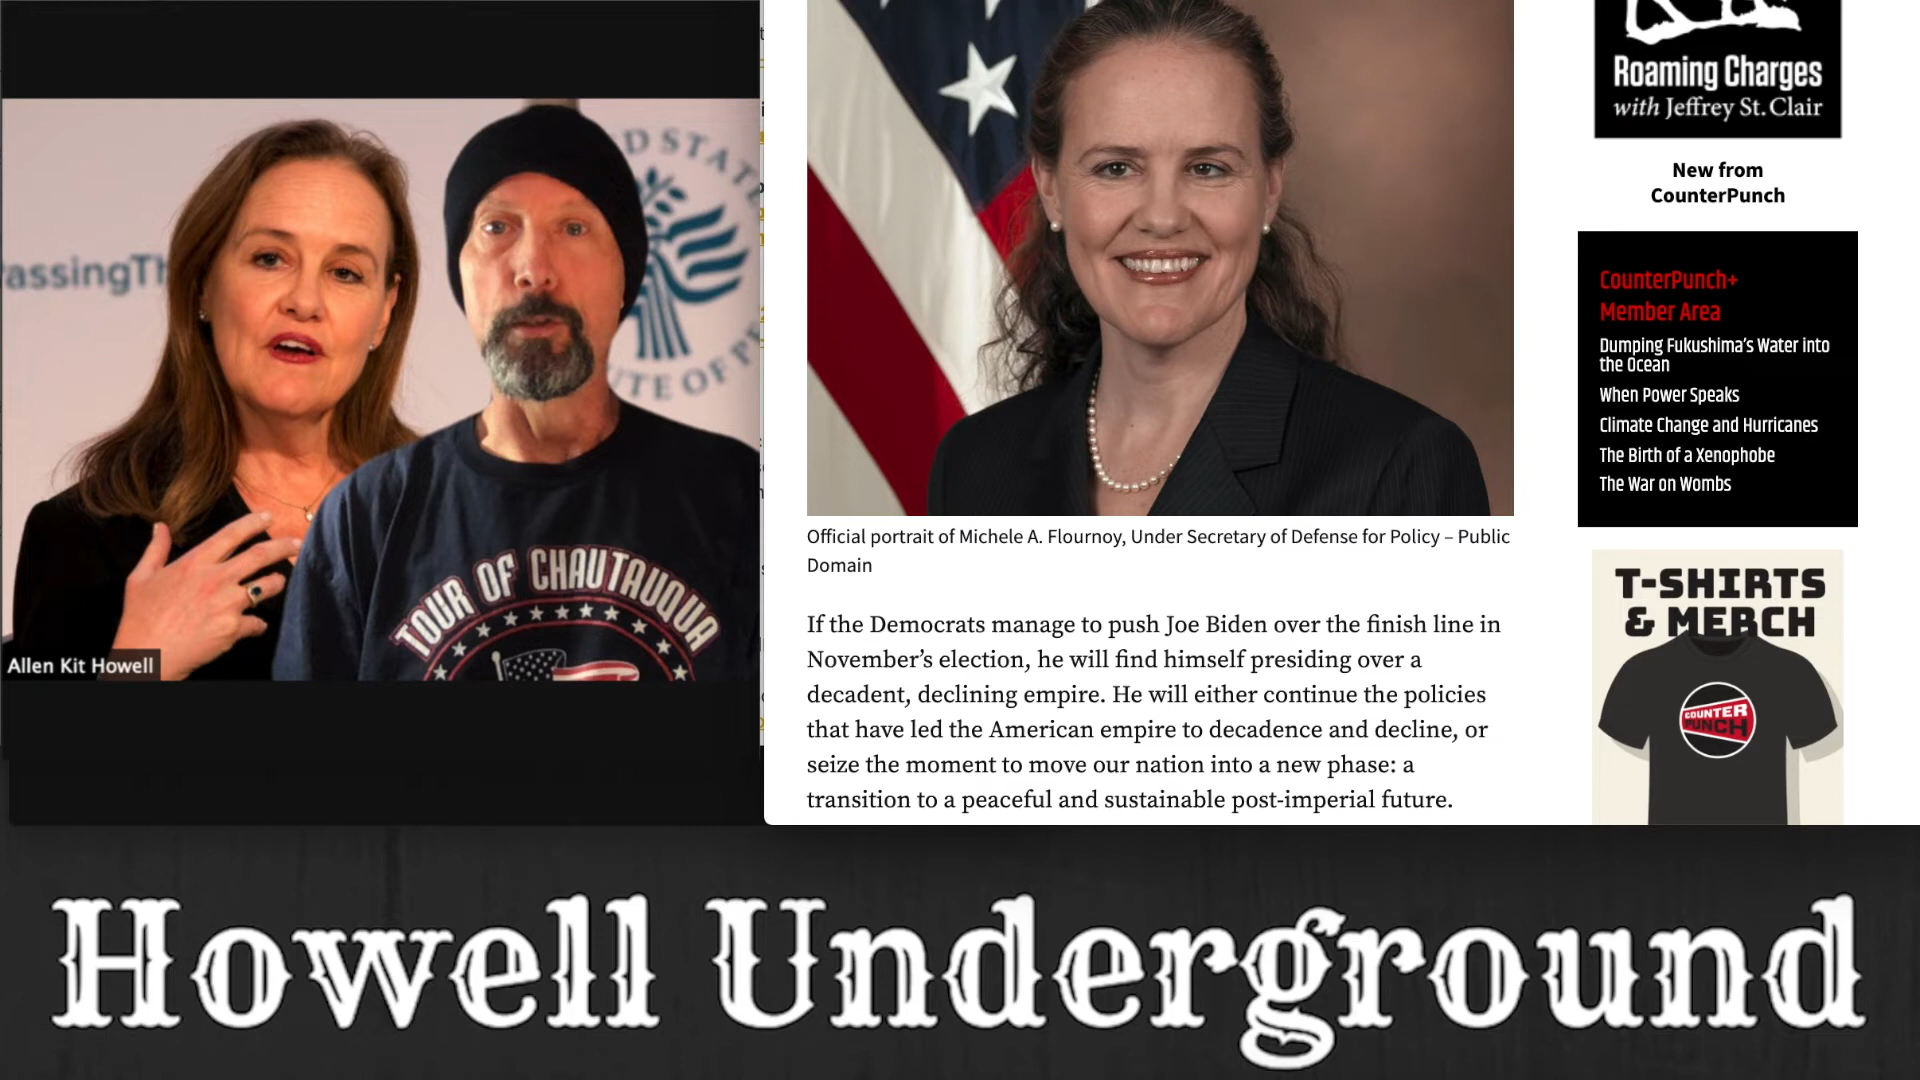 assingTh
D STATE
TE OF P
TOUR OF CHAUTAUQUA
Allen Kit Howell
Official portrait of Michele A. Flournoy, Under Secretary of Defense for Policy – Public
Domain
If the Democrats manage to push Joe Biden over the finish line in
November’s election, he will find himself presiding over a
decadent, declining empire. He will either continue the policies
that have led the American empire to decadence and decline, or
seize the moment to move our nation into a new phase: a
transition to a peaceful and sustainable post-imperial future.
Roaming Charges
with Jeffrey St. Clair
New from
CounterPunch
CounterPunch+
Member Area
Dumping Fukushima’s Water into
the Ocean
When Power Speaks
Climate Change and Hurricanes
The Birth of a Xenophobe
The War on Wombs
T-SHIRTS
& MERCH
COUNTER
PUNCH
Howell Underground